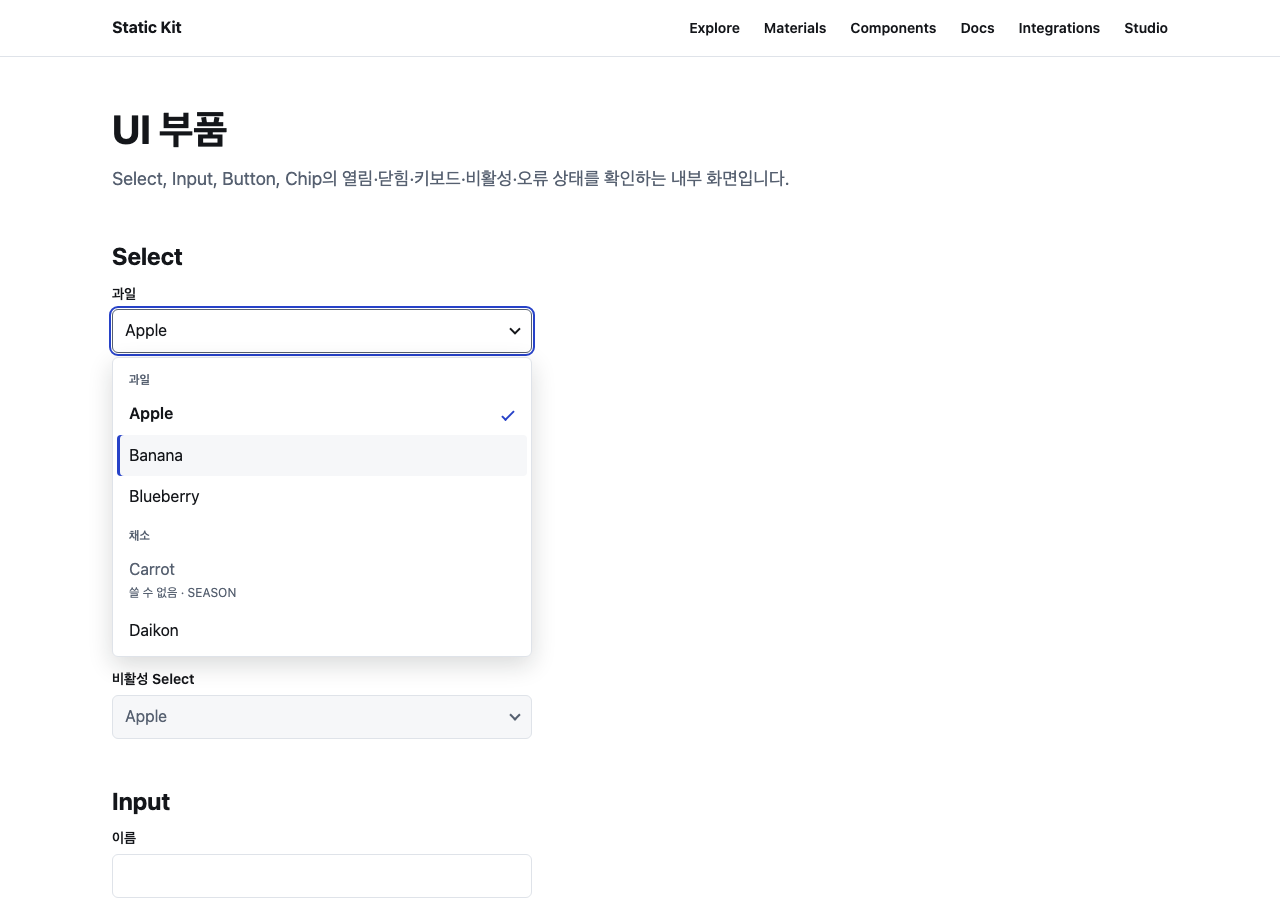 Static Kit
Explore Materials Components Docs Integrations Studio
UI 부품
Select, Input, Button, Chip의 열림·닫힘·키보드·비활성·오류 상태를 확인하는 내부 화면입니다.
Select
과일
Apple
과일
Apple
Banana
Blueberry
채소
Carrot
쓸 수 없음 · SEASON
Daikon
비활성 Select
Apple
Input
이름